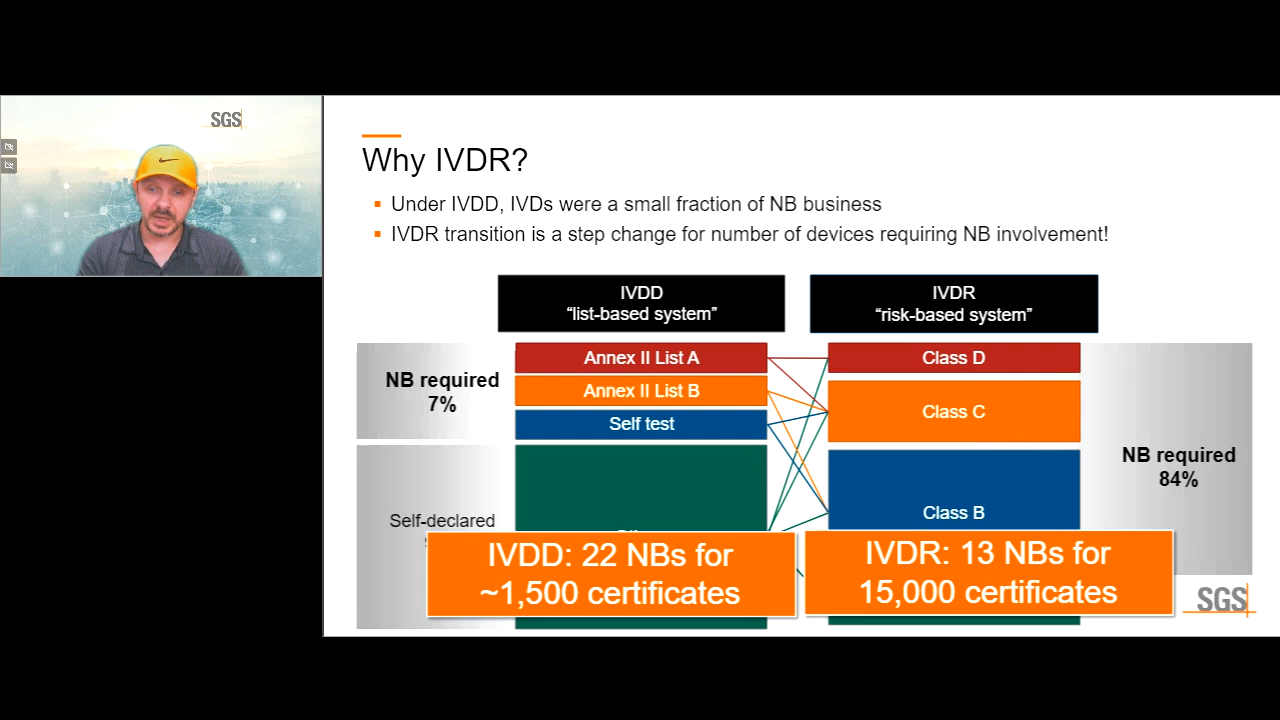 SGS
Why IVDR?
Under IVDD, IVDs were a small fraction of NB business
IVDR transition is a step change for number of devices requiring NB involvement!
IVDD
“list-based system”
IVDR
“risk-based system”
NB required
7%
Annex II List A
Annex II List B
Self test
Class D
Class C
Class B
NB required
84%
Self-declared
IVDD: 22 NBs for
~1,500 certificates
IVDR: 13 NBs for
15,000 certificates
SGS